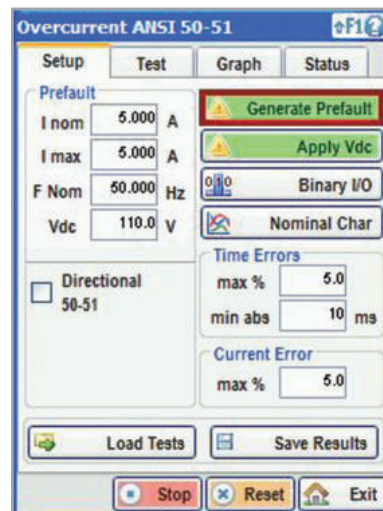 Overcurrent ANSI 50-51 F1
Setup Test Graph Status
Prefault
I nom 5.000 A
I max 5.000 A
F Nom 50.000 Hz
Vdc 110.0 V
Directional
50-51
Generate Prefault
Apply Vdc
010 Binary I/O
Nominal Char
Time Errors
max % 5.0
min abs 10 ms
Current Error
max % 5.0
Load Tests Save Results
Stop Reset Exit